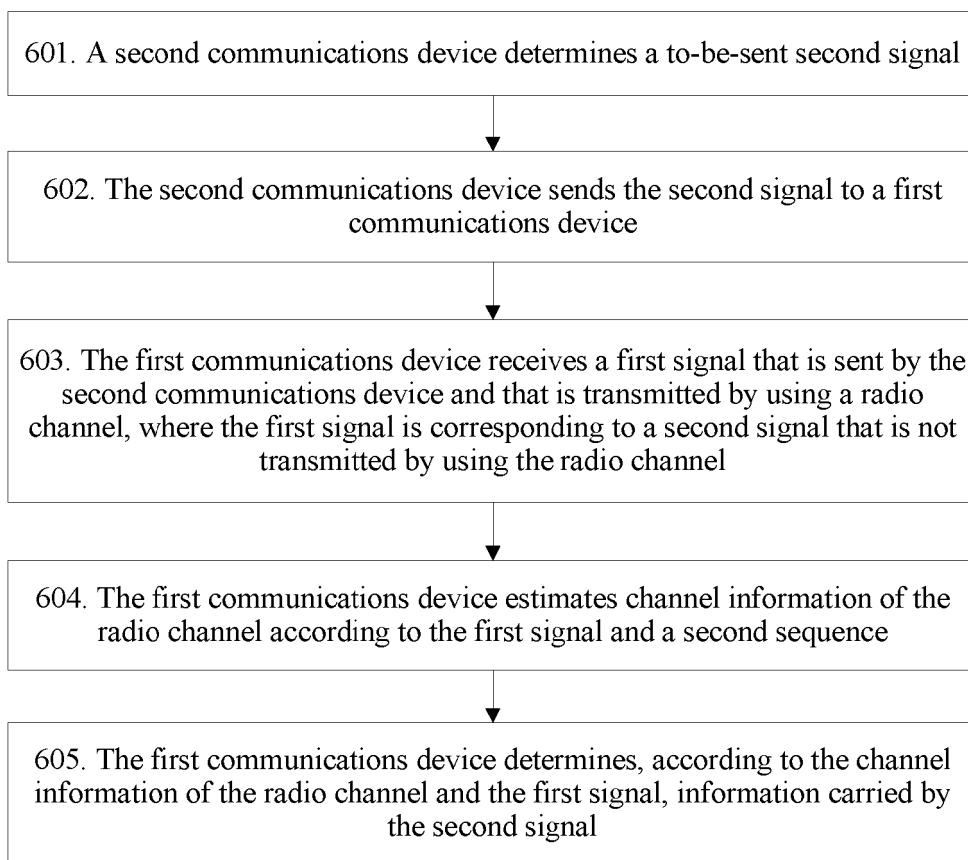 601. A second communications device determines a to-be-sent second signal
602. The second communications device sends the second signal to a first
communications device
603. The first communications device receives a first signal that is sent by the
second communications device and that is transmitted by using a radio
channel, where the first signal is corresponding to a second signal that is not
transmitted by using the radio channel
604. The first communications device estimates channel information of the
radio channel according to the first signal and a second sequence
605. The first communications device determines, according to the channel
information of the radio channel and the first signal, information carried by
the second signal